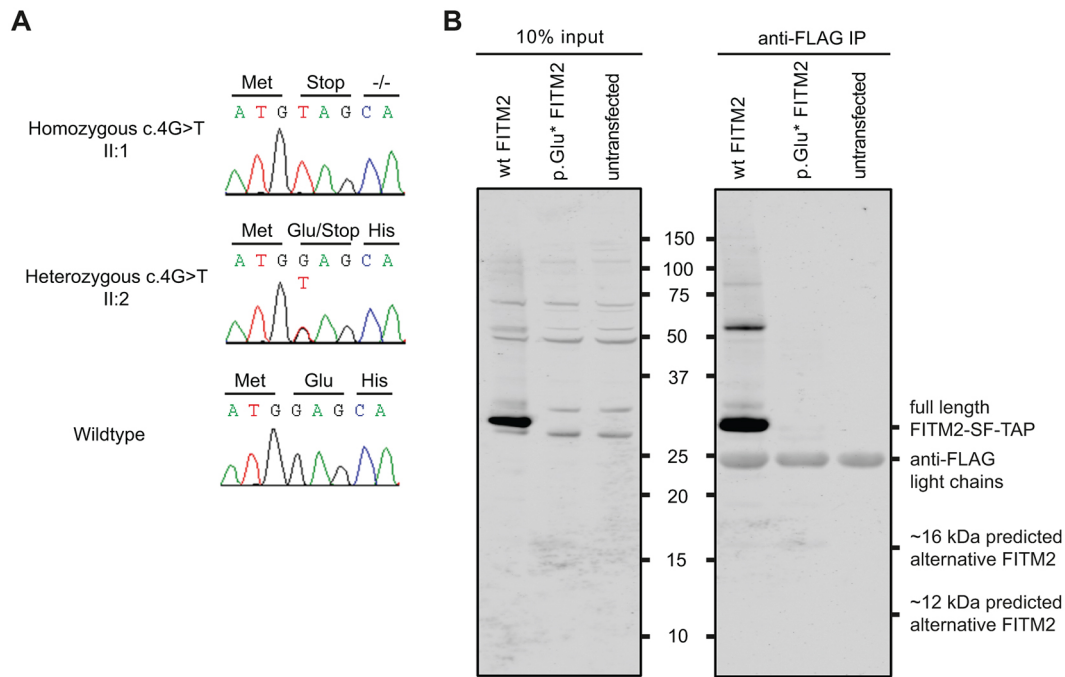 A
Met Stop -/-
A T G T A G C A
Homozygous c.4G>T
II:1
Met Glu/Stop His
A T G G A G C A
T
Heterozygous c.4G>T
II:2
Met Glu His
A T G G A G C A
Wildtype
B
10% input
anti-FLAG IP
wt FITM2
p.Glu* FITM2
untransfected
wt FITM2
p.Glu* FITM2
untransfected
150
100
75
50
37
25
20
15
10
full length
FITM2-SF-TAP
anti-FLAG
light chains
~16 kDa predicted
alternative FITM2
~12 kDa predicted
alternative FITM2